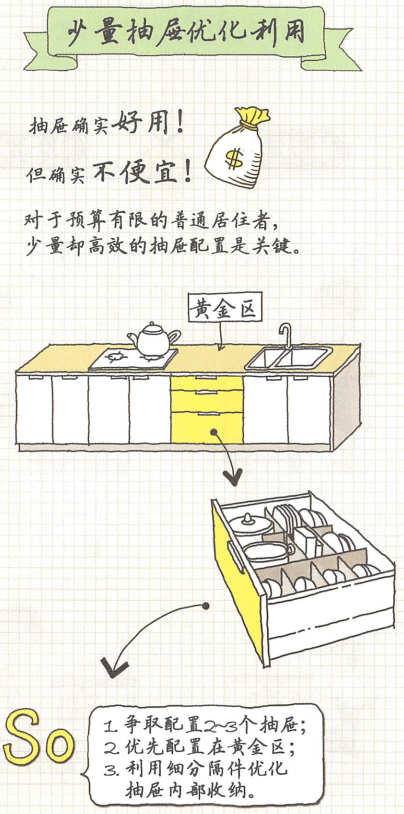 少量抽屉优化利用
抽屉确实好用!
但确实不便宜!
$
对于预算有限的普通居住者,
少量却高效的抽屉配置是关键。
黄金区
So
1. 争取配置2~3个抽屉;
2. 优先配置在黄金区;
3. 利用细分隔件优化
抽屉内部收纳。